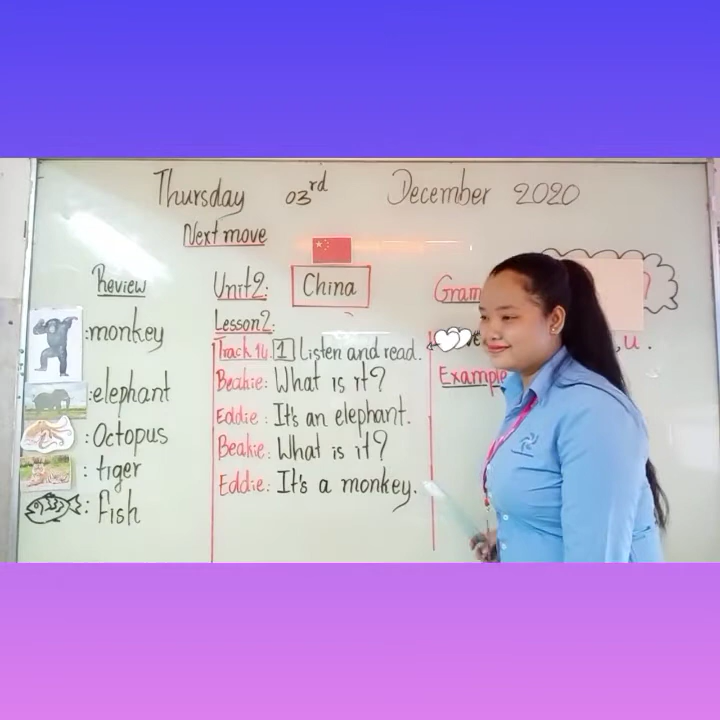 Thursday 03rd December 2020
Next move
Review
:monkey
:elephant
:Octopus
: tiger
: fish
Unit2:
China
Lesson2:
Track 14: 1 Listen and read.
Beakie: What is it?
Eddie: It's an elephant.
Beakie: What is it?
Eddie: It's a monkey.
,u.
Example